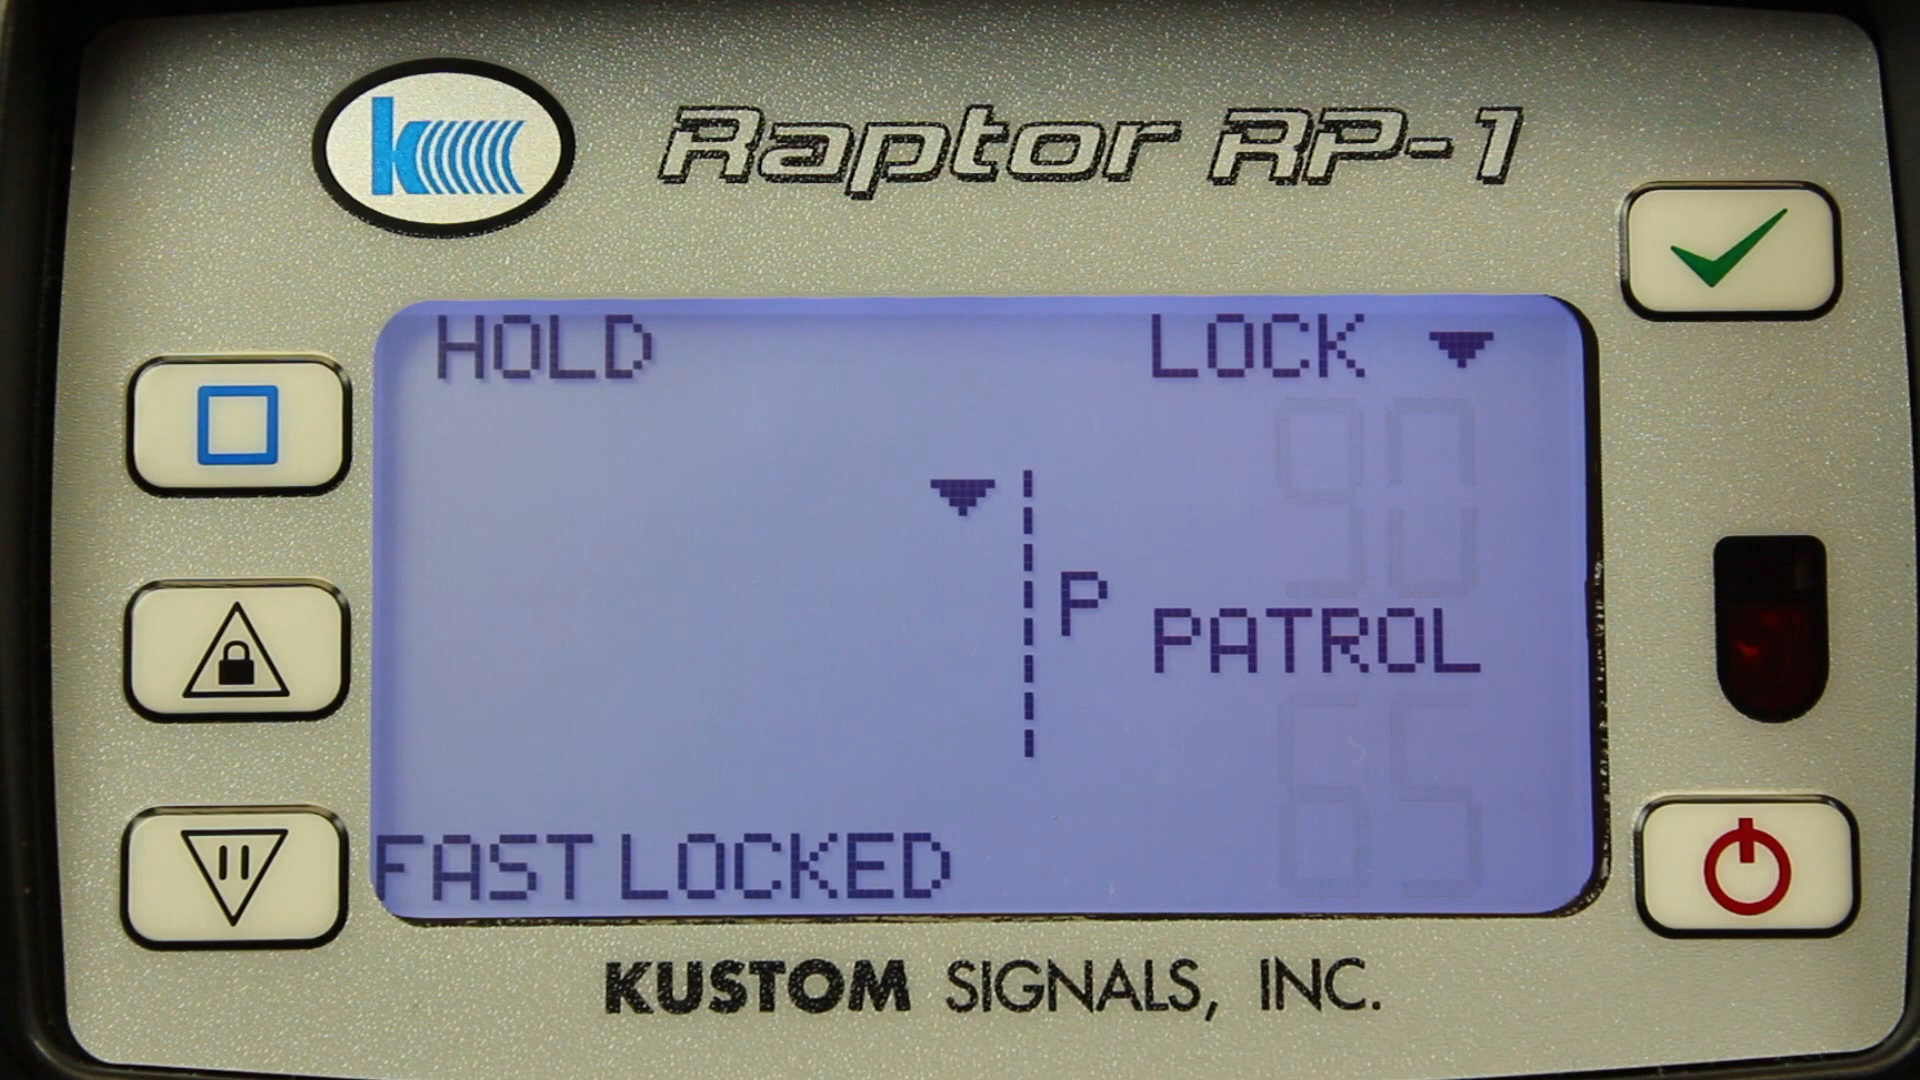 k
Raptor RP-1
HOLD
LOCK
P
PATROL
FAST LOCKED
KUSTOM SIGNALS, INC.